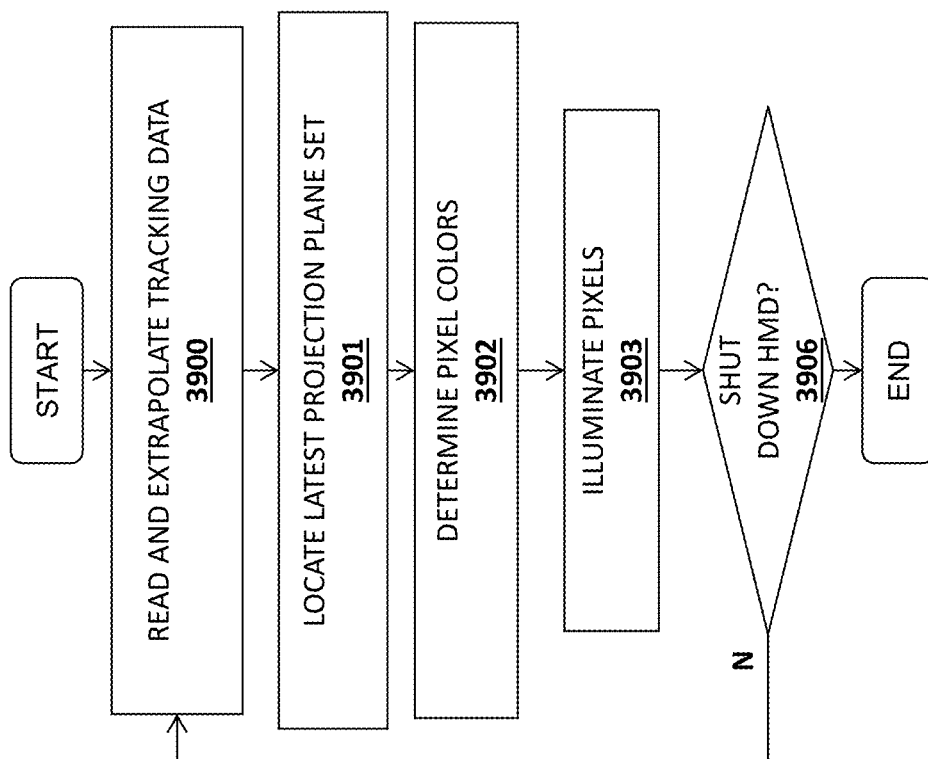 START
READ AND EXTRAPOLATE TRACKING DATA
3900
LOCATE LATEST PROJECTION PLANE SET
3901
DETERMINE PIXEL COLORS
3902
ILLUMINATE PIXELS
3903
SHUT
DOWN HMD?
3906
N
END